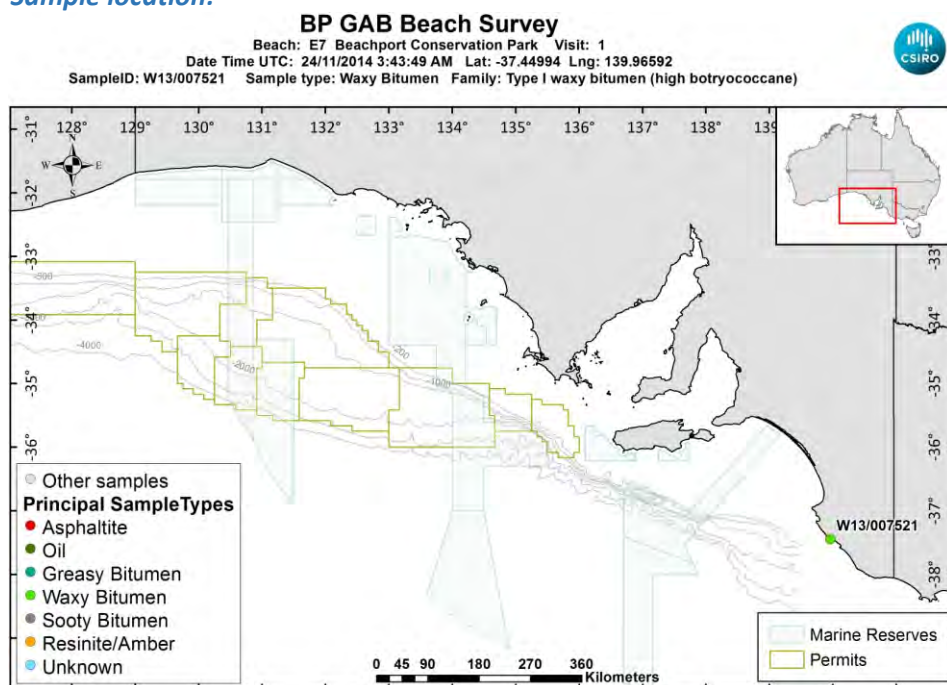 Sample location:
BP GAB Beach Survey
Beach: E7 Beachport Conservation Park Visit: 1
Date Time UTC: 24/11/2014 3:43:49 AM Lat: -37.44994 Lng: 139.96592
SampleID: W13/007521 Sample type: Waxy Bitumen Family: Type I waxy bitumen (high botryococcane)
CSIRO
128° 129° 130° 131° 132° 133° 134° 135° 136° 137° 138° 139
N
W E
S
-31°
-32°
-33°
-34°
-35°
-36°
-37°
-38°
-33°
-34°
-35°
-36°
-37°
-38°
-4000
-2000
-200
-1000
W13/007521
Other samples
Principal SampleTypes
Asphaltite
Oil
Greasy Bitumen
Waxy Bitumen
Sooty Bitumen
Resinite/Amber
Unknown
0 45 90 180 270 360
Kilometers
Marine Reserves
Permits